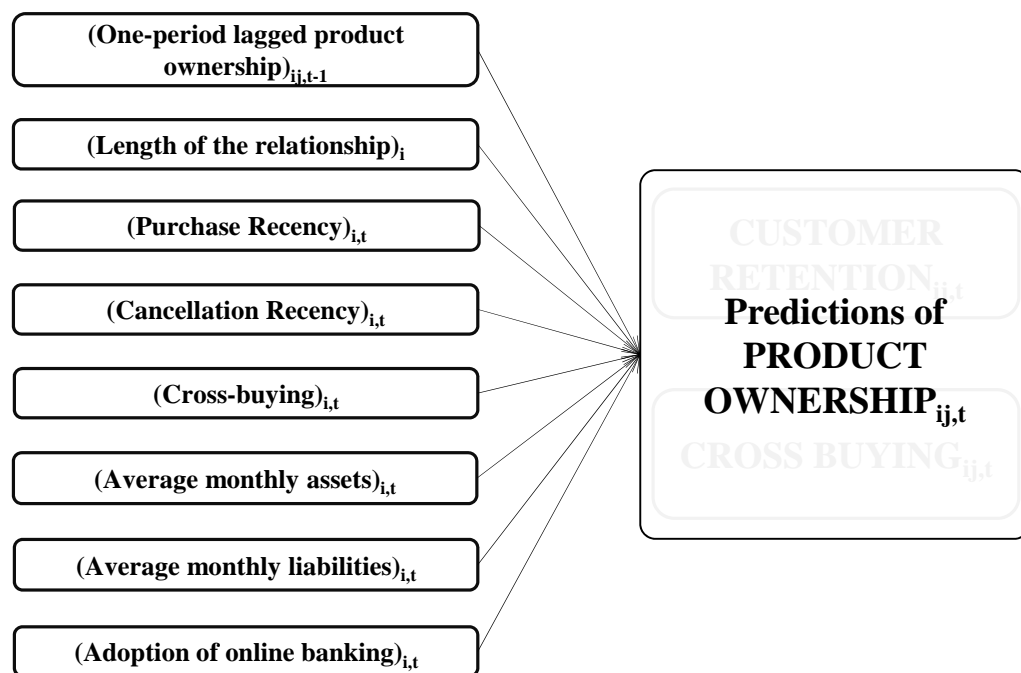 (One-period lagged product
ownership)ij,t-1
(Length of the relationship)i
(Purchase Recency)i,t
(Cancellation Recency)i,t
(Cross-buying)i,t
(Average monthly assets)i,t
(Average monthly liabilities)i,t
(Adoption of online banking)i,t
CUSTOMER
RETENTIONij,t
Predictions of
PRODUCT
OWNERSHIPij,t
CROSS BUYINGij,t